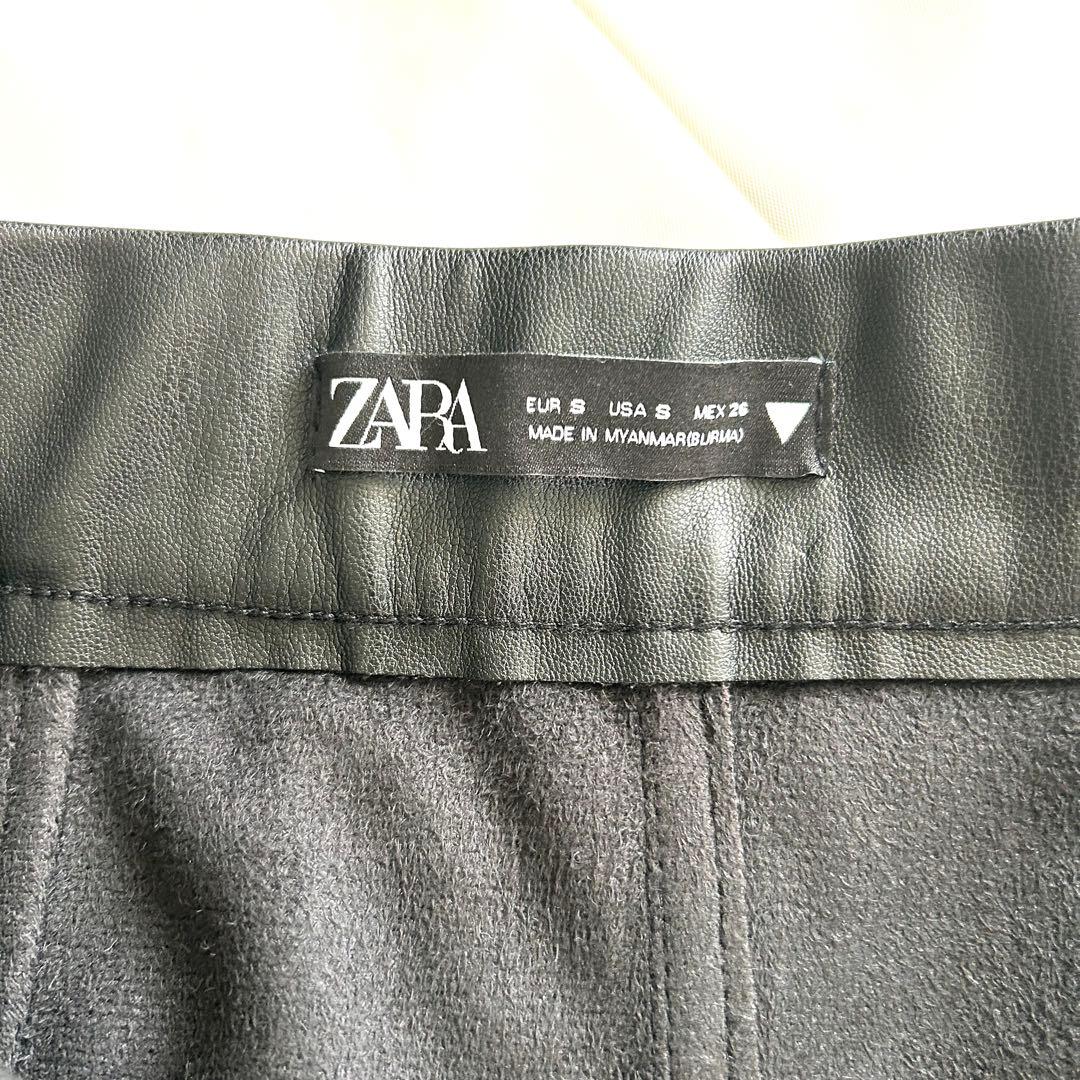 ZARA
EUR S USA S MEX 26
MADE IN MYANMAR(BURMA)